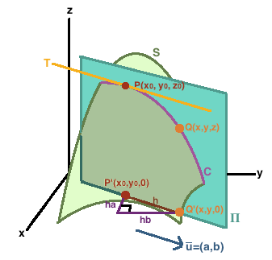 z
S
T
P(x₀, y₀, z₀)
Q(x,y,z)
C
y
P'(x₀,y₀,0)
ha
h
hb
Q'(x,y,0)
Π
x
u̅=(a,b)